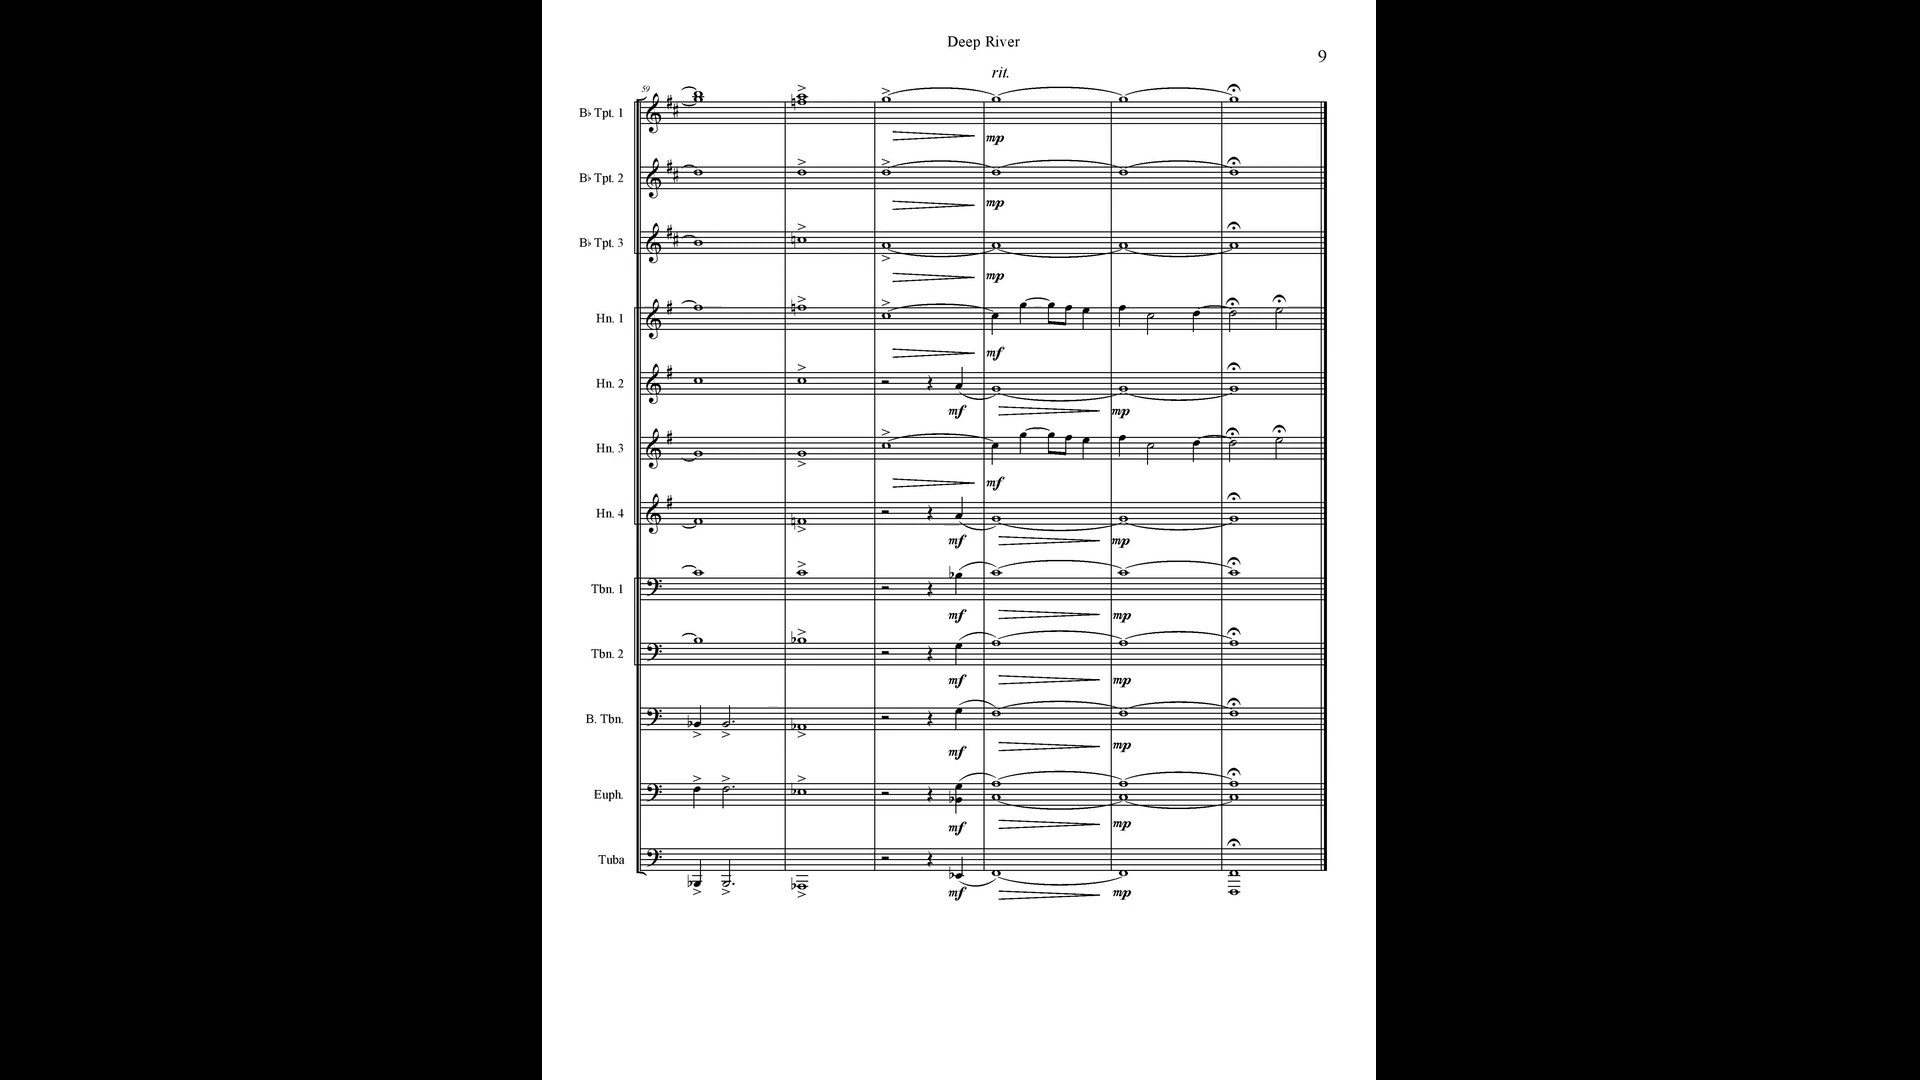 Deep River
9
rit.
59
B♭ Tpt. 1
mp
B♭ Tpt. 2
mp
B♭ Tpt. 3
mp
Hn. 1
mf
Hn. 2
mf mp
Hn. 3
mf
Hn. 4
mf mp
Tbn. 1
mf mp
Tbn. 2
mf mp
B. Tbn.
mf mp
Euph.
mf mp
Tuba
mf mp